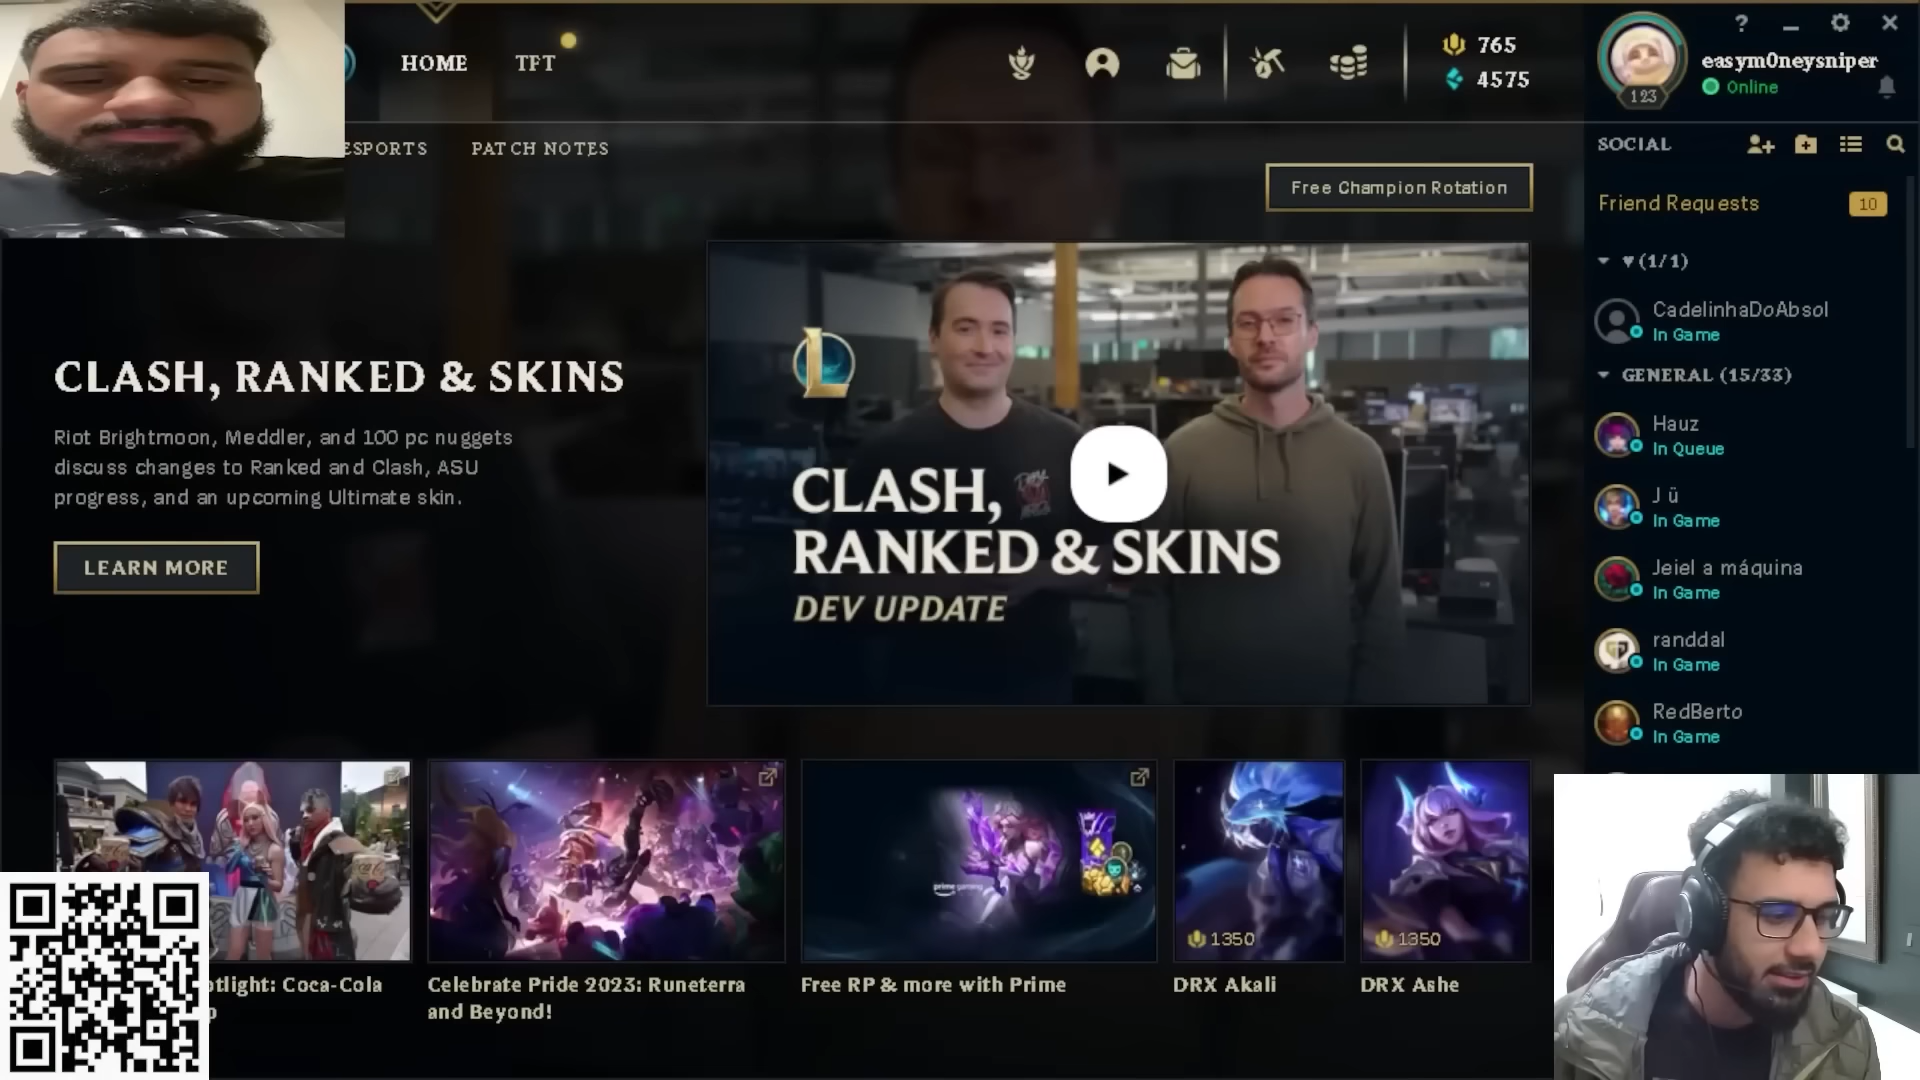 HOME
TFT
765
4575
?
easym0neysniper
Online
123
ESPORTS
PATCH NOTES
SOCIAL
Free Champion Rotation
Friend Requests
10
♥ (1/1)
CadelinhaDoAbsol
In Game
GENERAL (15/33)
Hauz
In Queue
J ü
In Game
Jeiel a máquina
In Game
randdal
In Game
RedBerto
In Game
CLASH, RANKED & SKINS
Riot Brightmoon, Meddler, and 100 pc nuggets
discuss changes to Ranked and Clash, ASU
progress, and an upcoming Ultimate skin.
LEARN MORE
CLASH,
RANKED & SKINS
DEV UPDATE
prime gaming
1350
1350
otlight: Coca-Cola
p
Celebrate Pride 2023: Runeterra
and Beyond!
Free RP & more with Prime
DRX Akali
DRX Ashe